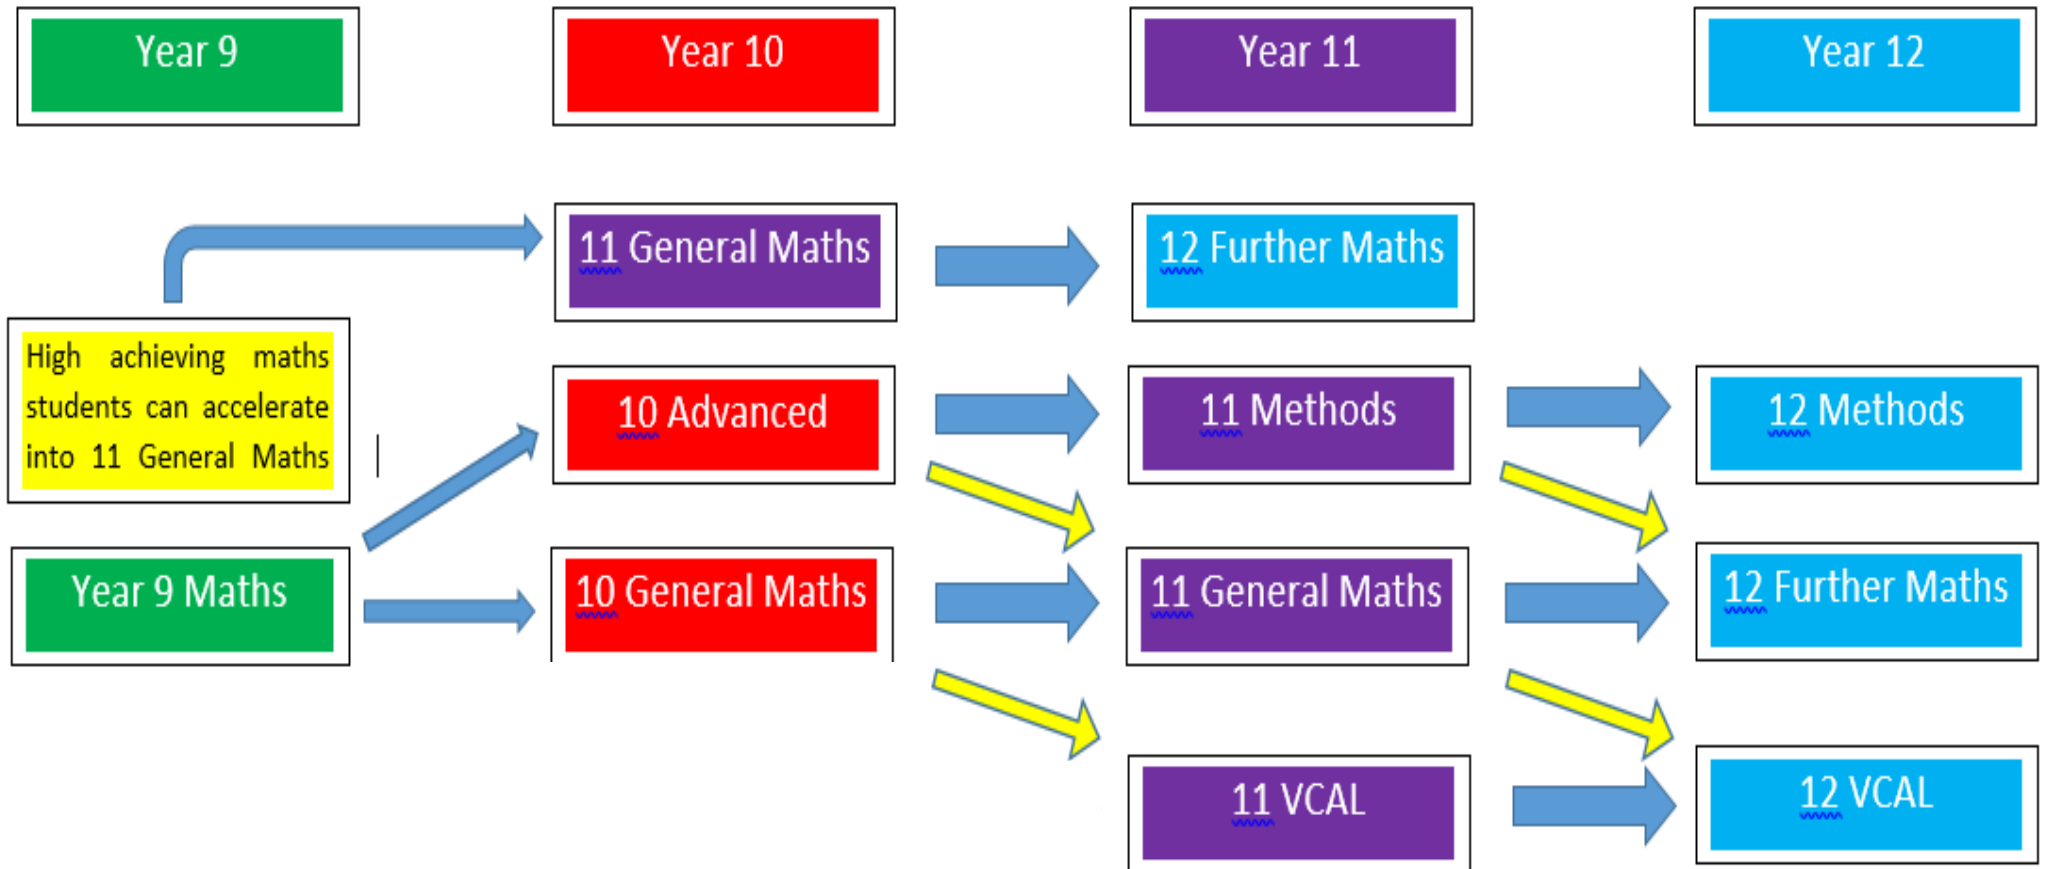 Year 9
Year 10
Year 11
Year 12
11 General Maths
12 Further Maths
High achieving maths
students can accelerate
into 11 General Maths
10 Advanced
11 Methods
12 Methods
Year 9 Maths
10 General Maths
11 General Maths
12 Further Maths
11 VCAL
12 VCAL